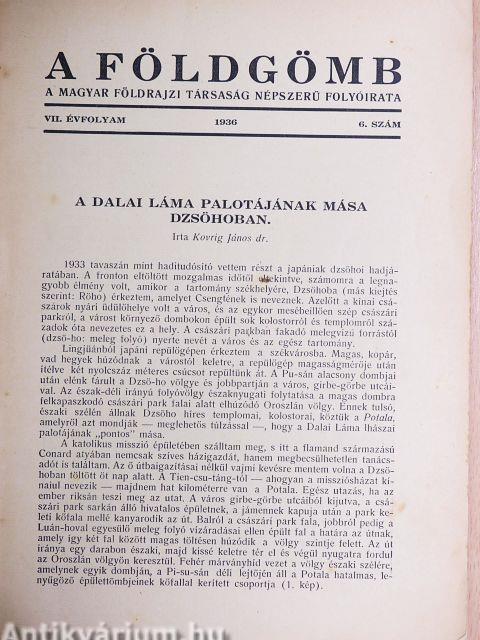 A FÖLDGÖMB
A MAGYAR FÖLDRAJZI TÁRSASÁG NÉPSZERŰ FOLYÓIRATA
VII. ÉVFOLYAM 1936 6. SZÁM
A DALAI LÁMA PALOTÁJÁNAK MÁSA
DZSÖHOBAN.
Irta Kovrig János dr.
1933 tavaszán mint haditudósító vettem részt a japániak dzsöhoi hadjá-
ratában. A fronton eltöltött mozgalmas időtől eltekintve, számomra a legna-
gyobb élmény volt, amikor a tartomány székhelyére, Dzsöhoba (más kiejtés
szerint: Röho) érkeztem, amelyet Csengtének is neveznek. Azelőtt a kinai csá-
szárok nyári üdülőhelye volt a város, és az egykor mesébeillően szép császári
parkról, a várost környező dombokon épült sok kolostorról és templomról szá-
zadok óta nevezetes ez a hely. A császári parkban fakadó melegvizű forrástól
(dzsö-ho: meleg folyó) nyerte nevét a város és az egész tartomány.
Lingjüánból japáni repülőgépen érkeztem a székvárosba. Magas, kopár,
vad hegyek húzódnak a várostól keletre, a repülőgép magasságmérője után
ítélve két nyolcszáz méteres csúcsot repültünk át. A Pu-sán alacsony dombjai
után elénk tárult a Dzsö-ho völgye és jobbpartján a város, girbe-görbe utcái-
val. Az észak-déli irányú folyóvölgy északnyugati folytatása a magas dombra
felkapaszkodó császári park falai alatt elhúzódó Oroszlán völgy. Ennek tulsó,
északi szélén állnak Dzsöho híres templomai, kolostorai, köztük a Potala,
amelyről azt mondják — meglehetős túlzással —, hogy a Dalai Láma lhászai
palotájának „pontos" mása.
A katolikus misszió épületében szálltam meg, s itt a flamand származású
Conard atyában nemcsak szíves házigazdát, hanem megbecsülhetetlen tanács-
adót is találtam. Az ő útbaigazításai nélkül vajmi kevésre mentem volna a Dzsö-
hoban töltött öt nap alatt. A Tien-csu-táng-tól — ahogyan a missziósházat kí-
naiul nevezik — majdnem hat kilométerre van a Potala. Egész utazás, ha az
ember riksán teszi meg az utat. A város girbe-görbe utcáiból kijutva, a csá-
szári park sarkán álló hivatalos épületnek, a jámennek kapuja után a park ke-
leti kőfala mellé kanyarodik az út. Balról a császári park fala, jobbról pedig a
Luán-hoval egyesülő meleg folyó vízáradásai ellen épült fal a határa az útnak,
amely így két fal között magas töltésen húzódik a völgy szintje felett. Az út
iránya egy darabon északi, majd kissé keletre tér el és végül nyugatra fordul
az Oroszlán völgyön keresztül. Fehér márványhíd vezet a völgy északi szélére,
amelynek egyik dombján, a Pi-su-sán déli lejtőjén áll a Potala hatalmas, le-
nyűgöző épülettömbjeinek kőfallal kerített csoportja (1. kép).
Antikvárium.hu